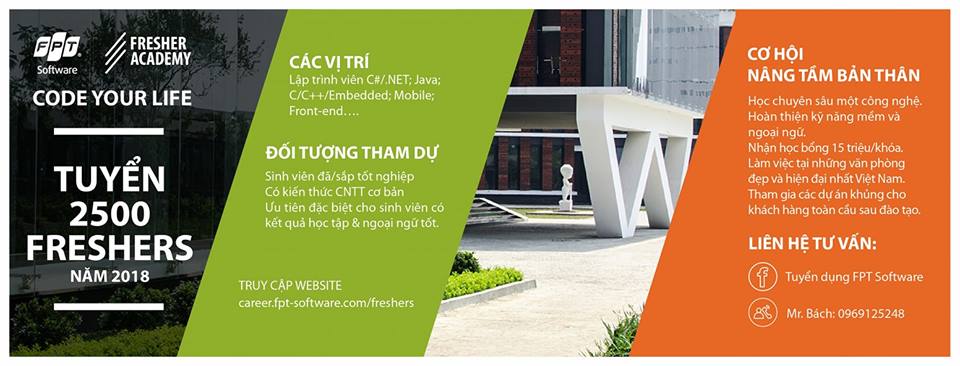 FPT
Software
FRESHER
ACADEMY
CODE YOUR LIFE
TUYỂN
2500
FRESHERS
NĂM 2018
CÁC VỊ TRÍ
Lập trình viên C#/.NET; Java;
C/C++/Embedded; Mobile;
Front-end....
ĐỐI TƯỢNG THAM DỰ
Sinh viên đã/sắp tốt nghiệp
Có kiến thức CNTT cơ bản
Ưu tiên đặc biệt cho sinh viên có
kết quả học tập & ngoại ngữ tốt.
TRUY CẬP WEBSITE
career.fpt-software.com/freshers
CƠ HỘI
NÂNG TẦM BẢN THÂN
Học chuyên sâu một công nghệ.
Hoàn thiện kỹ năng mềm và
ngoại ngữ.
Nhận học bổng 15 triệu/khóa.
Làm việc tại những văn phòng
đẹp và hiện đại nhất Việt Nam.
Tham gia các dự án khủng cho
khách hàng toàn cầu sau đào tạo.
LIÊN HỆ TƯ VẤN:
Tuyển dụng FPT Software
Mr. Bách: 0969125248